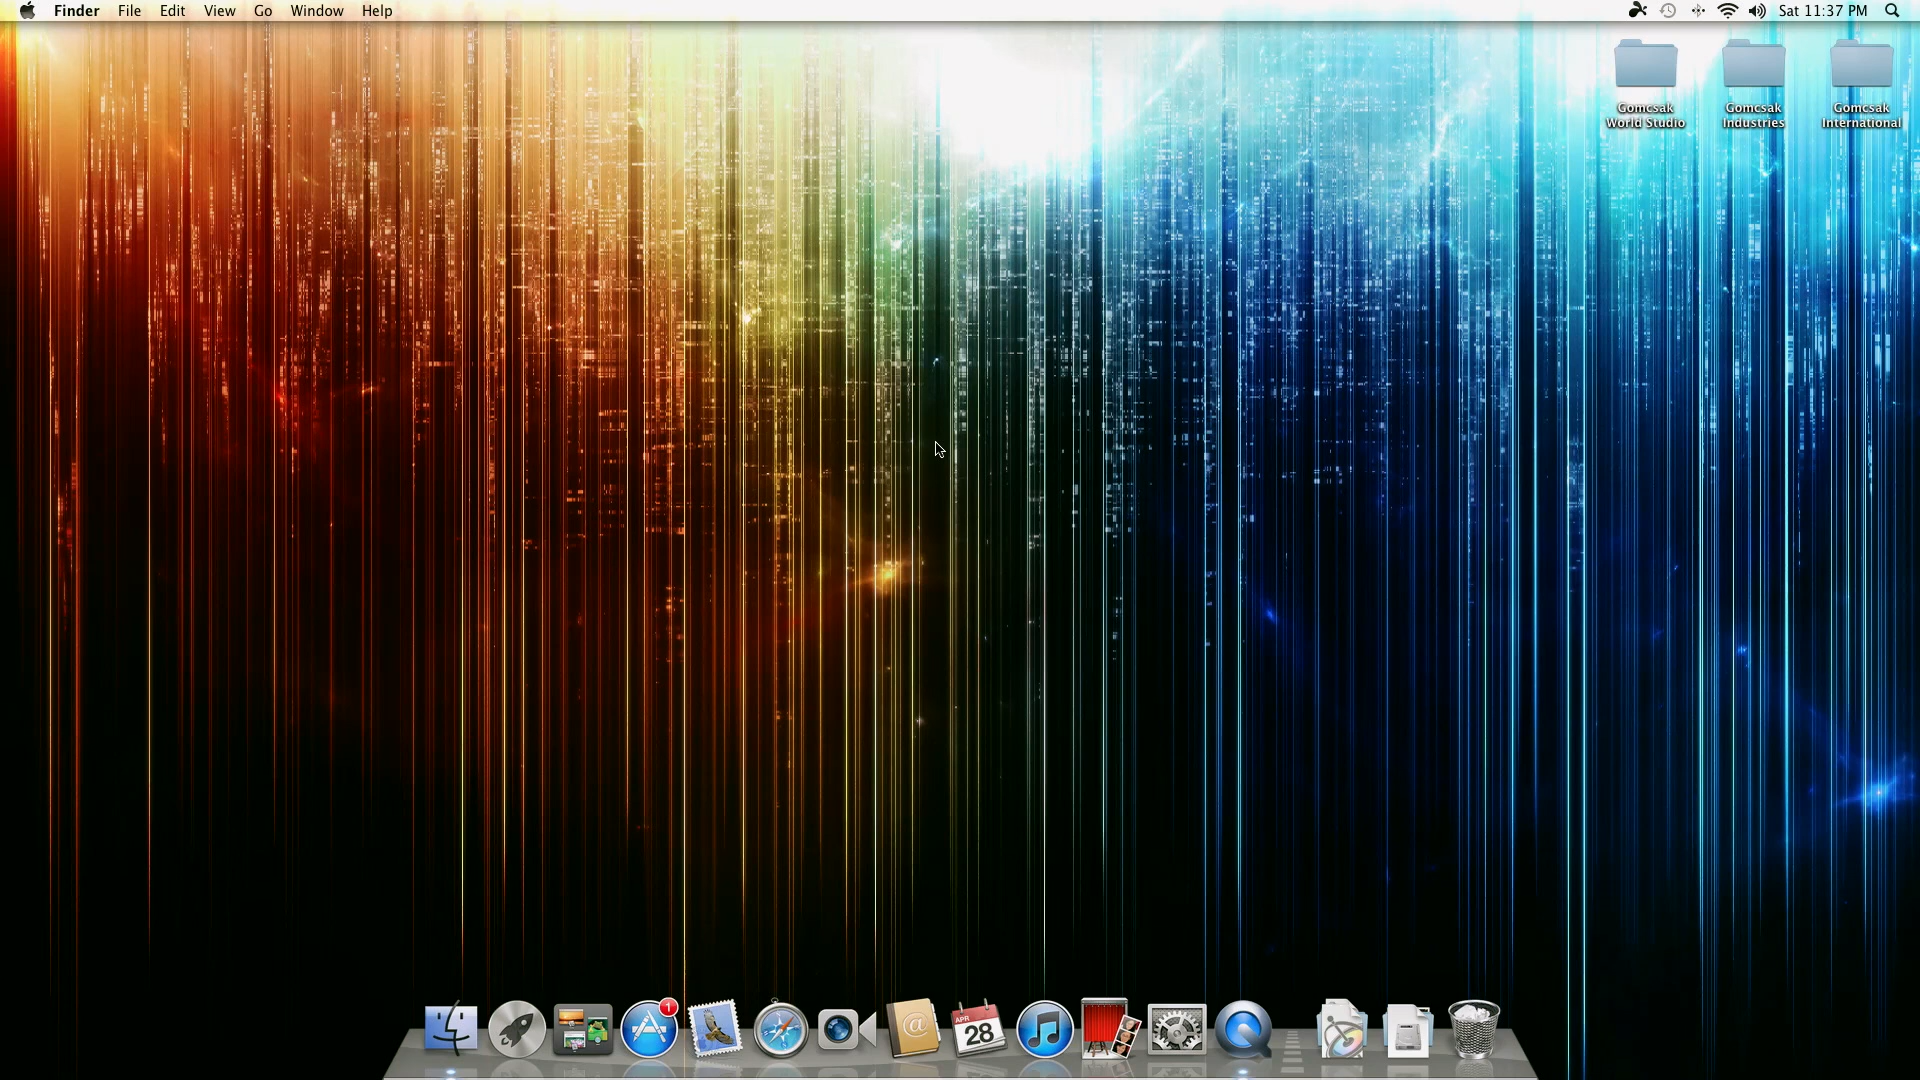 Finder File Edit View Go Window Help
Sat 11:37 PM
Gomcsak
World Studio
Gomcsak
Industries
Gomcsak
International
1
@
APR
28